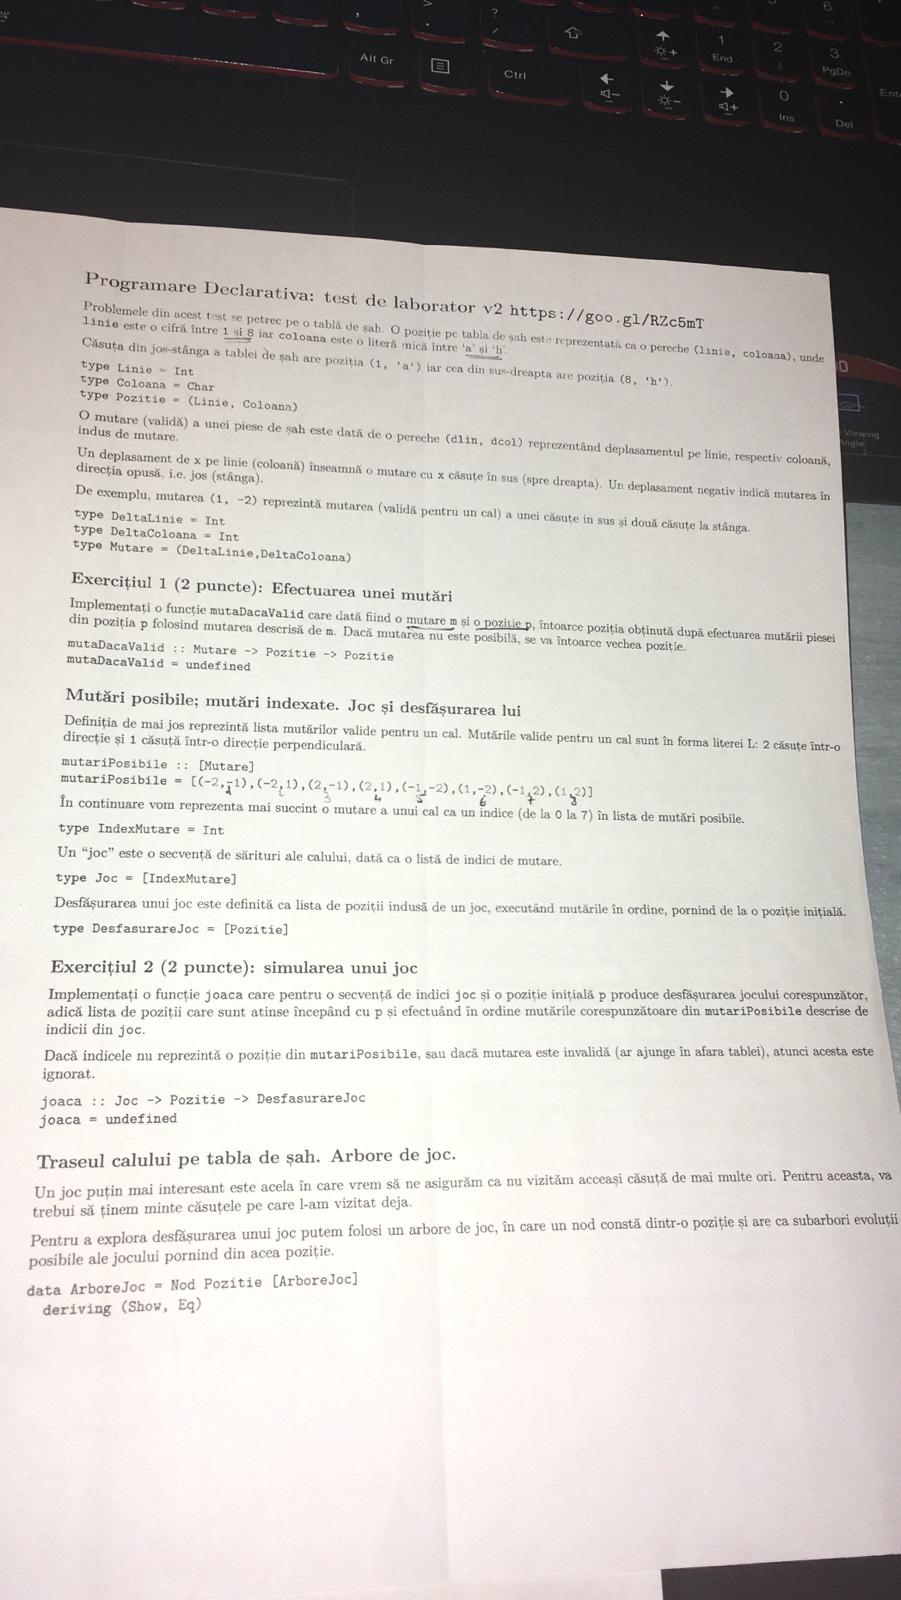 Alt Gr
Ctrl
1
End
2
3
PgDn
6
0
Ins
.
Del
Ente
Viewing
Angle
Programare Declarativa: test de laborator v2 https://goo.gl/RZc5mT
Problemele din acest test se petrec pe o tablă de șah. O poziție pe tabla de șah este reprezentată ca o pereche (linie, coloana), unde
linie este o cifră între 1 și 8 iar coloana este o literă mică între 'a' și 'h'.
Căsuța din jos-stânga a tablei de șah are poziția (1, 'a') iar cea din sus-dreapta are poziția (8, 'h').
type Linie = Int
type Coloana = Char
type Pozitie = (Linie, Coloana)
O mutare (validă) a unei piese de șah este dată de o pereche (dlin, dcol) reprezentând deplasamentul pe linie, respectiv coloană,
indus de mutare.
Un deplasament de x pe linie (coloană) înseamnă o mutare cu x căsuțe în sus (spre dreapta). Un deplasament negativ indică mutarea în
direcția opusă, i.e. jos (stânga).
De exemplu, mutarea (1, -2) reprezintă mutarea (validă pentru un cal) a unei căsuțe in sus și două căsuțe la stânga.
type DeltaLinie = Int
type DeltaColoana = Int
type Mutare = (DeltaLinie,DeltaColoana)
Exercițiul 1 (2 puncte): Efectuarea unei mutări
Implementați o funcție mutaDacaValid care dată fiind o mutare m și o poziție p, întoarce poziția obținută după efectuarea mutării piesei
din poziția p folosind mutarea descrisă de m. Dacă mutarea nu este posibilă, se va întoarce vechea poziție.
mutaDacaValid :: Mutare -> Pozitie -> Pozitie
mutaDacaValid = undefined
Mutări posibile; mutări indexate. Joc și desfășurarea lui
Definiția de mai jos reprezintă lista mutărilor valide pentru un cal. Mutările valide pentru un cal sunt în forma literei L: 2 căsuțe într-o
direcție și 1 căsuță într-o direcție perpendiculară.
mutariPosibile :: [Mutare]
mutariPosibile = [(-2,-1),(-2,1),(2,-1),(2,1),(-1,-2),(1,-2),(-1,2),(1,2)]
1 2 3 4 5 6 7 8
În continuare vom reprezenta mai succint o mutare a unui cal ca un indice (de la 0 la 7) în lista de mutări posibile.
type IndexMutare = Int
Un “joc” este o secvență de sărituri ale calului, dată ca o listă de indici de mutare.
type Joc = [IndexMutare]
Desfășurarea unui joc este definită ca lista de poziții indusă de un joc, executând mutările în ordine, pornind de la o poziție inițială.
type DesfasurareJoc = [Pozitie]
Exercițiul 2 (2 puncte): simularea unui joc
Implementați o funcție joaca care pentru o secvență de indici joc și o poziție inițială p produce desfășurarea jocului corespunzător,
adică lista de poziții care sunt atinse începând cu p și efectuând în ordine mutările corespunzătoare din mutariPosibile descrise de
indicii din joc.
Dacă indicele nu reprezintă o poziție din mutariPosibile, sau dacă mutarea este invalidă (ar ajunge în afara tablei), atunci acesta este
ignorat.
joaca :: Joc -> Pozitie -> DesfasurareJoc
joaca = undefined
Traseul calului pe tabla de șah. Arbore de joc.
Un joc puțin mai interesant este acela în care vrem să ne asigurăm ca nu vizităm acceași căsuță de mai multe ori. Pentru aceasta, va
trebui să ținem minte căsuțele pe care l-am vizitat deja.
Pentru a explora desfășurarea unui joc putem folosi un arbore de joc, în care un nod constă dintr-o poziție și are ca subarbori evoluții
posibile ale jocului pornind din acea poziție.
data ArboreJoc = Nod Pozitie [ArboreJoc]
deriving (Show, Eq)